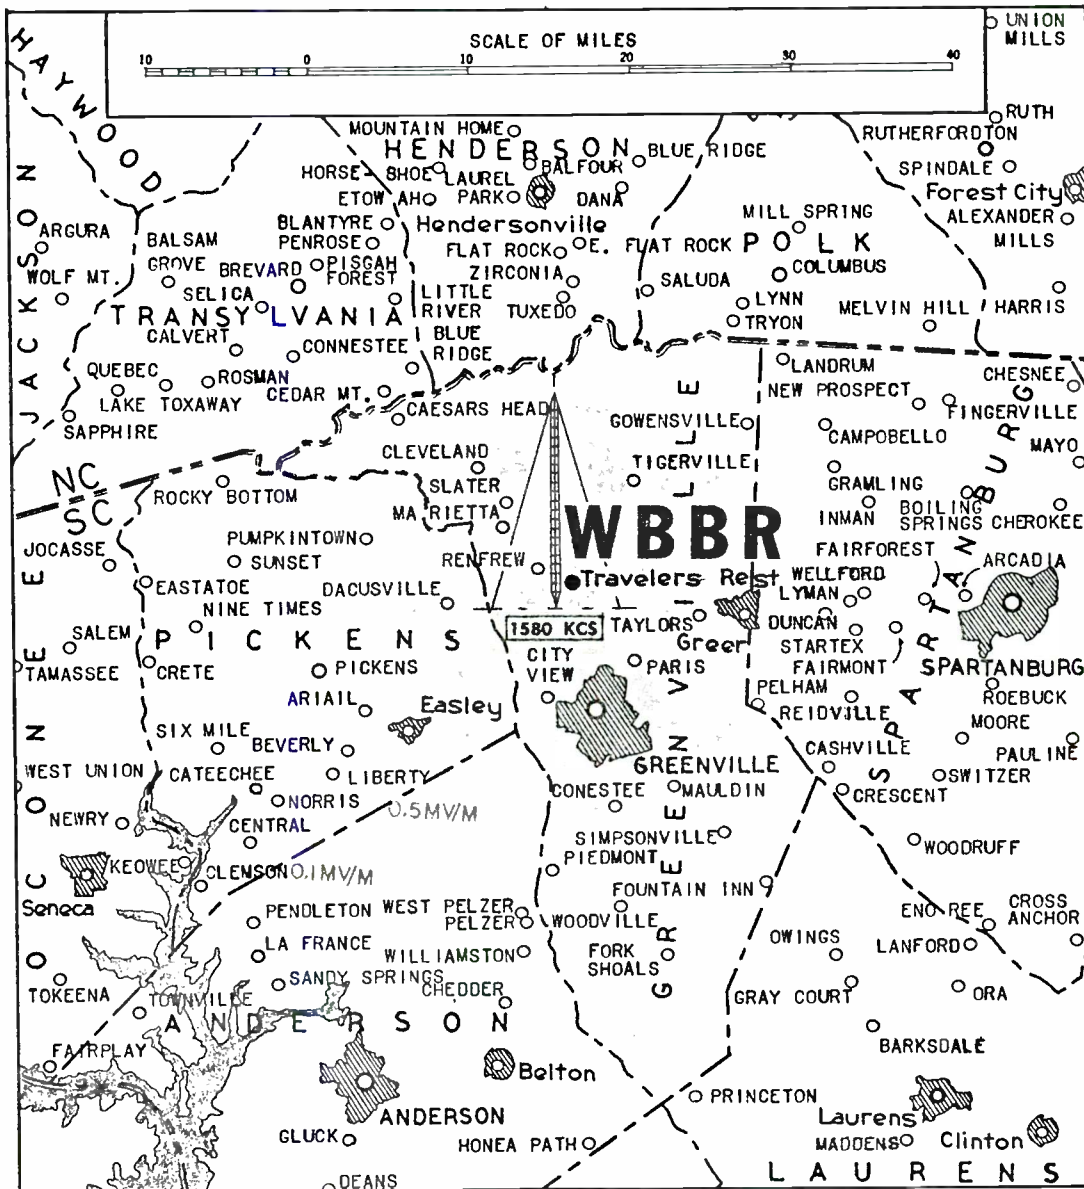 SCALE OF MILES
10 0 10 20 30 40
UNION
MILLS
HAYWOOD
MOUNTAIN HOME
HENDERSON
RUTH
RUTHERFORDTON
BALFOUR
BLUE RIDGE
SPINDALE
HORSE-SHOE
LAUREL
PARK
ETOWAH
DANA
Forest City
ALEXANDER
MILLS
BLANTYRE
Hendersonville
MILL SPRING
ARGURA
BALSAM
GROVE
PENROSE
FLAT ROCK
E. FLAT ROCK
POLK
BREVARD
PISGAH
FOREST
ZIRCONIA
SALUDA
COLUMBUS
WOLF MT.
SELICA
LITTLE
RIVER
TUXEDO
LYNN
TRYON
MELVIN HILL
HARRIS
JACKSON
TRANSYLVANIA
CALVERT
CONNESTEE
BLUE
RIDGE
LANDRUM
QUEBEC
ROSMAN
CEDAR MT.
NEW PROSPECT
CHESNEE
LAKE TOXAWAY
CAESARS HEAD
GOWENSVILLE
FINGERVILLE
SAPPHIRE
CAMPOBELLO
MAYO
CLEVELAND
TIGERVILLE
GRAMLING
NC
SC
ROCKY BOTTOM
SLATER
MARIETTA
WBBR
INMAN
BOILING
SPRINGS
CHEROKEE
JOCASSE
PUMPKINTOWN
SUNSET
RENFREW
Travelers Rest
FAIRFOREST
ARCADIA
EASTATOE
DACUSVILLE
WELLFORD
LYMAN
NINE TIMES
1580 KCS
TAYLORS
Greer
DUNCAN
STARTEX
SALEM
PICKENS
CITY
VIEW
PARIS
FAIRMONT
SPARTANBURG
TAMASSEE
CRETE
PICKENS
PELHAM
ROEBUCK
ARIAIL
Easley
REIDVILLE
MOORE
SIX MILE
BEVERLY
GREENVILLE
CASHVILLE
PAULINE
WEST UNION
CATEECHEE
LIBERTY
CONESTEE
MAULDIN
CRESCENT
SWITZER
NORRIS
0.5MV/M
NEWRY
CENTRAL
SIMPSONVILLE
WOODRUFF
OCONEE
KEOWEE
CLEMSON
0.1MV/M
PIEDMONT
FOUNTAIN INN
Seneca
PENDLETON
WEST PELZER
PELZER
WOODVILLE
ENOREE
CROSS
ANCHOR
LA FRANCE
WILLIAMSTON
FORK
SHOALS
OWINGS
LANFORD
TOKEENA
SANDY SPRINGS
CHEDDER
GREENVILLE
GRAY COURT
ORA
TOWNVILLE
ANDERSON
SPARTANBURG
FAIRPLAY
BARKSDALE
Belton
ANDERSON
PRINCETON
Laurens
GLUCK
HONEA PATH
MADDENS
Clinton
DEANS
LAURENS